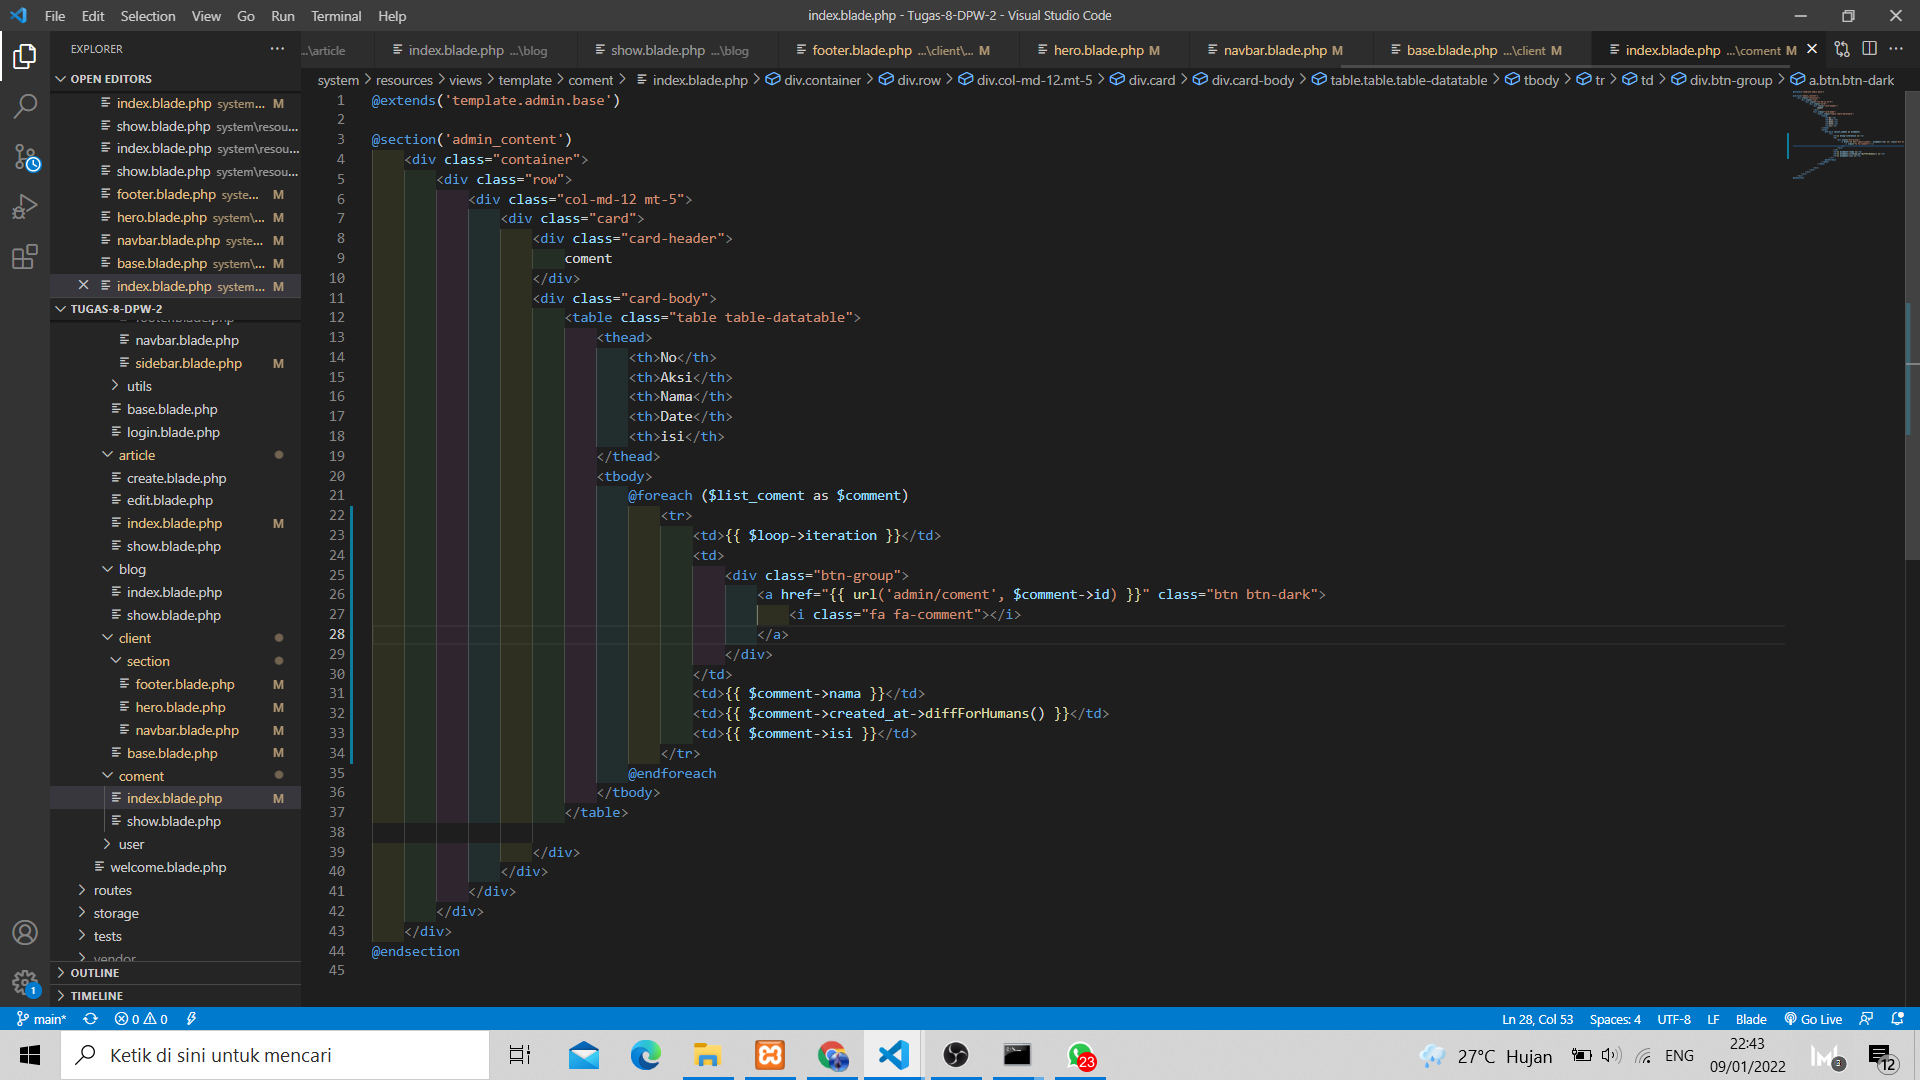 File Edit Selection View Go Run Terminal Help
index.blade.php - Tugas-8-DPW-2 - Visual Studio Code
EXPLORER
...\article
index.blade.php ...\blog
show.blade.php ...\blog
footer.blade.php ...\client\... M
hero.blade.php M
navbar.blade.php M
base.blade.php ...\client M
index.blade.php ...\coment M
system > resources > views > template > coment > index.blade.php > div.container > div.row > div.col-md-12.mt-5 > div.card > div.card-body > table.table.table-datatable > tbody > tr > td > div.btn-group > a.btn.btn-dark
OPEN EDITORS
index.blade.php system... M
show.blade.php system\resou...
index.blade.php system\resou...
show.blade.php system\resou...
footer.blade.php syste... M
hero.blade.php system\... M
navbar.blade.php syste... M
base.blade.php system\... M
index.blade.php system... M
TUGAS-8-DPW-2
footer.blade.php
navbar.blade.php
sidebar.blade.php M
utils
base.blade.php
login.blade.php
article
create.blade.php
edit.blade.php
index.blade.php M
show.blade.php
blog
index.blade.php
show.blade.php
client
section
footer.blade.php M
hero.blade.php M
navbar.blade.php M
base.blade.php M
coment
index.blade.php M
show.blade.php
user
welcome.blade.php
routes
storage
tests
vendor
OUTLINE
TIMELINE
1 @extends('template.admin.base')
2
3 @section('admin_content')
4 <div class="container">
5 <div class="row">
6 <div class="col-md-12 mt-5">
7 <div class="card">
8 <div class="card-header">
9 coment
10 </div>
11 <div class="card-body">
12 <table class="table table-datatable">
13 <thead>
14 <th>No</th>
15 <th>Aksi</th>
16 <th>Nama</th>
17 <th>Date</th>
18 <th>isi</th>
19 </thead>
20 <tbody>
21 @foreach ($list_coment as $comment)
22 <tr>
23 <td>{{ $loop->iteration }}</td>
24 <td>
25 <div class="btn-group">
26 <a href="{{ url('admin/coment', $comment->id) }}" class="btn btn-dark">
27 <i class="fa fa-comment"></i>
28 </a>
29 </div>
30 </td>
31 <td>{{ $comment->nama }}</td>
32 <td>{{ $comment->created_at->diffForHumans() }}</td>
33 <td>{{ $comment->isi }}</td>
34 </tr>
35 @endforeach
36 </tbody>
37 </table>
38
39 </div>
40 </div>
41 </div>
42 </div>
43 </div>
44 @endsection
45
1
main* 0 0
Ln 28, Col 53 Spaces: 4 UTF-8 LF Blade Go Live
Ketik di sini untuk mencari
23
27°C Hujan
ENG
22:43
09/01/2022
3
12